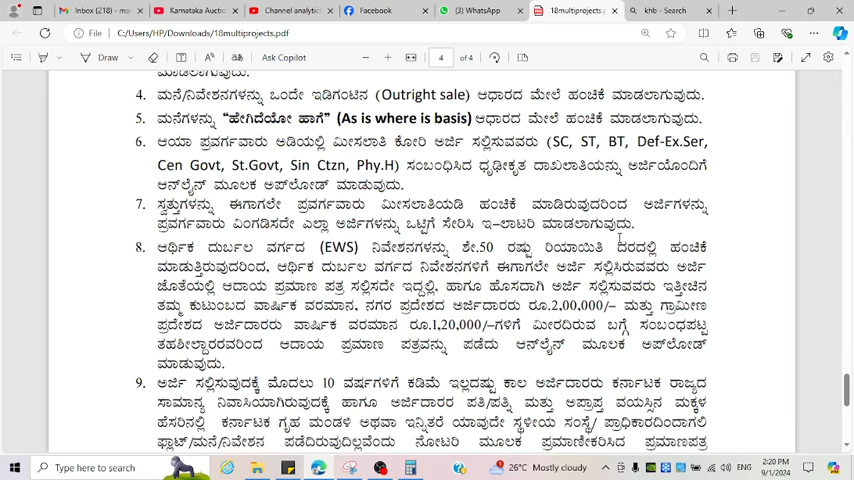 Inbox (218) - ma
Karnataka Auction
Channel analytic
Facebook
(3) WhatsApp
18multiprojects.pdf
khb - Search
File
C:/Users/HP/Downloads/18multiprojects.pdf
Draw
Ask Copilot
4
of 4
ಮಾಡಲಾಗುವುದು.
4. ಮನೆ/ನಿವೇಶನಗಳನ್ನು ಒಂದೇ ಇಡಿಗಂಟಿನ (Outright sale) ಆಧಾರದ ಮೇಲೆ ಹಂಚಿಕೆ ಮಾಡಲಾಗುವುದು.
5. ಮನೆಗಳನ್ನು “ಹೇಗಿದೆಯೋ ಹಾಗೆ” (As is where is basis) ಆಧಾರದ ಮೇಲೆ ಹಂಚಿಕೆ ಮಾಡಲಾಗುವುದು.
6. ಆಯಾ ಪ್ರವರ್ಗವಾರು ಅಡಿಯಲ್ಲಿ ಮೀಸಲಾತಿ ಕೋರಿ ಅರ್ಜಿ ಸಲ್ಲಿಸುವವರು (SC, ST, BT, Def-Ex.Ser,
Cen Govt, St.Govt, Sin Ctzn, Phy.H) ಸಂಬಂಧಿಸಿದ ಧೃಢೀಕೃತ ದಾಖಲಾತಿಯನ್ನು ಅರ್ಜಿಯೊಂದಿಗೆ
ಆನ್‌ಲೈನ್ ಮೂಲಕ ಅಪ್‌ಲೋಡ್ ಮಾಡುವುದು.
7. ಸ್ವತ್ತುಗಳನ್ನು ಈಗಾಗಲೇ ಪ್ರವರ್ಗವಾರು ಮೀಸಲಾತಿಯಡಿ ಹಂಚಿಕೆ ಮಾಡಿರುವುದರಿಂದ ಅರ್ಜಿಗಳನ್ನು
ಪ್ರವರ್ಗವಾರು ವಿಂಗಡಿಸದೇ ಎಲ್ಲಾ ಅರ್ಜಿಗಳನ್ನು ಒಟ್ಟಿಗೆ ಸೇರಿಸಿ ಇ-ಲಾಟರಿ ಮಾಡಲಾಗುವುದು.
8. ಆರ್ಥಿಕ ದುರ್ಬಲ ವರ್ಗದ (EWS) ನಿವೇಶನಗಳನ್ನು ಶೇ.50 ರಷ್ಟು ರಿಯಾಯಿತಿ ದರದಲ್ಲಿ ಹಂಚಿಕೆ
ಮಾಡುತ್ತಿರುವುದರಿಂದ, ಆರ್ಥಿಕ ದುರ್ಬಲ ವರ್ಗದ ನಿವೇಶನಗಳಿಗೆ ಈಗಾಗಲೇ ಅರ್ಜಿ ಸಲ್ಲಿಸಿರುವವರು ಅರ್ಜಿ
ಜೊತೆಯಲ್ಲಿ ಆದಾಯ ಪ್ರಮಾಣ ಪತ್ರ ಸಲ್ಲಿಸದೇ ಇದ್ದಲ್ಲಿ, ಹಾಗೂ ಹೊಸದಾಗಿ ಅರ್ಜಿ ಸಲ್ಲಿಸುವವರು ಇತ್ತೀಚಿನ
ತಮ್ಮ ಕುಟುಂಬದ ವಾರ್ಷಿಕ ವರಮಾನ, ನಗರ ಪ್ರದೇಶದ ಅರ್ಜಿದಾರರು ರೂ.2,00,000/- ಮತ್ತು ಗ್ರಾಮೀಣ
ಪ್ರದೇಶದ ಅರ್ಜಿದಾರರು ವಾರ್ಷಿಕ ವರಮಾನ ರೂ.1,20,000/-ಗಳಿಗೆ ಮೀರದಿರುವ ಬಗ್ಗೆ ಸಂಬಂಧಪಟ್ಟ
ತಹಶೀಲ್ದಾರರವರಿಂದ ಆದಾಯ ಪ್ರಮಾಣ ಪತ್ರವನ್ನು ಪಡೆದು ಆನ್‌ಲೈನ್ ಮೂಲಕ ಅಪ್‌ಲೋಡ್
ಮಾಡುವುದು.
9. ಅರ್ಜಿ ಸಲ್ಲಿಸುವುದಕ್ಕೆ ಮೊದಲು 10 ವರ್ಷಗಳಿಗೆ ಕಡಿಮೆ ಇಲ್ಲದಷ್ಟು ಕಾಲ ಅರ್ಜಿದಾರರು ಕರ್ನಾಟಕ ರಾಜ್ಯದ
ಸಾಮಾನ್ಯ ನಿವಾಸಿಯಾಗಿರುವುದಕ್ಕೆ ಹಾಗೂ ಅರ್ಜಿದಾರರ ಪತಿ/ಪತ್ನಿ ಮತ್ತು ಅಪ್ರಾಪ್ತ ವಯಸ್ಸಿನ ಮಕ್ಕಳ
ಹೆಸರಿನಲ್ಲಿ ಕರ್ನಾಟಕ ಗೃಹ ಮಂಡಳಿ ಅಥವಾ ಇನ್ನಿತರೆ ಯಾವುದೇ ಸ್ಥಳೀಯ ಸಂಸ್ಥೆ/ ಪ್ರಾಧಿಕಾರದಿಂದಾಗಲಿ
ಫ್ಲಾಟ್/ಮನೆ/ನಿವೇಶನ ಪಡೆದಿರುವುದಿಲ್ಲವೆಂದು ನೋಟರಿ ಮೂಲಕ ಪ್ರಮಾಣೀಕರಿಸಿದ ಪ್ರಮಾಣಪತ್ರ
Type here to search
26°C Mostly cloudy
ENG
2:20 PM
9/1/2024